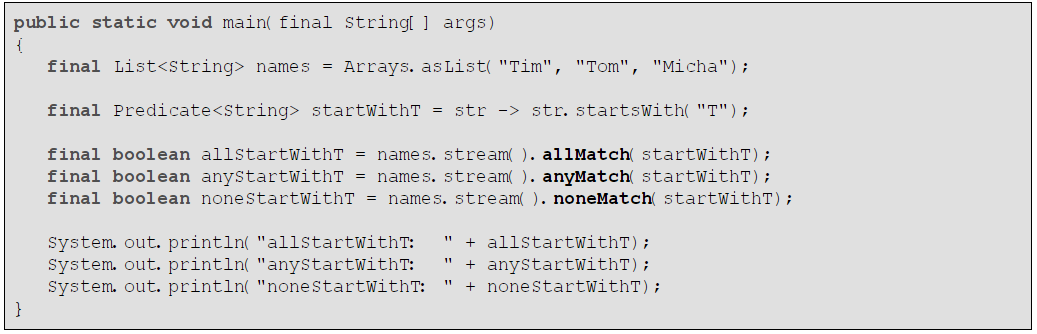 public static void main(final String[] args)
{
final List<String> names = Arrays.asList("Tim", "Tom", "Micha");
final Predicate<String> startWithT = str -> str.startsWith("T");
final boolean allStartWithT = names.stream().allMatch(startWithT);
final boolean anyStartWithT = names.stream().anyMatch(startWithT);
final boolean noneStartWithT = names.stream().noneMatch(startWithT);
System.out.println("allStartWithT:  " + allStartWithT);
System.out.println("anyStartWithT:  " + anyStartWithT);
System.out.println("noneStartWithT: " + noneStartWithT);
}